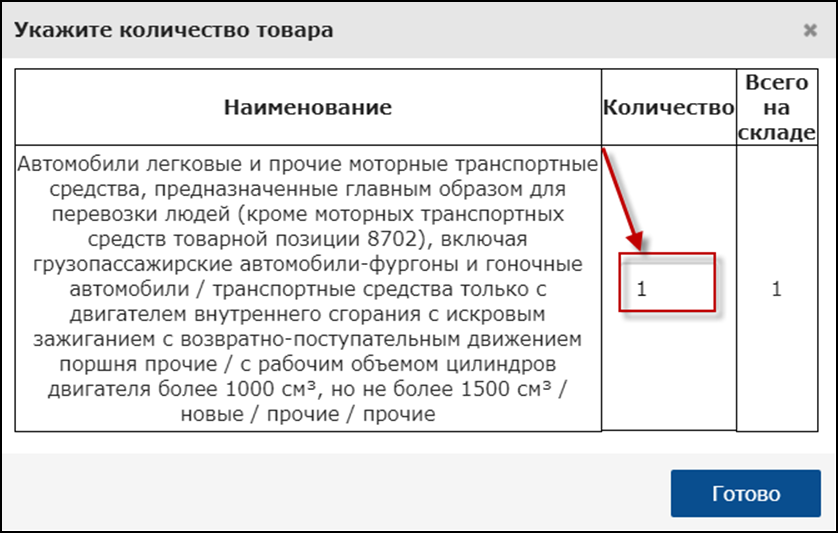 Укажите количество товара
Наименование
Количество
Всего
на
складе
Автомобили легковые и прочие моторные транспортные
средства, предназначенные главным образом для
перевозки людей (кроме моторных транспортных
средств товарной позиции 8702), включая
грузопассажирские автомобили-фургоны и гоночные
автомобили / транспортные средства только с
двигателем внутреннего сгорания с искровым
зажиганием с возвратно-поступательным движением
поршня прочие / с рабочим объемом цилиндров
двигателя более 1000 см³, но не более 1500 см³ /
новые / прочие / прочие
1
1
Готово